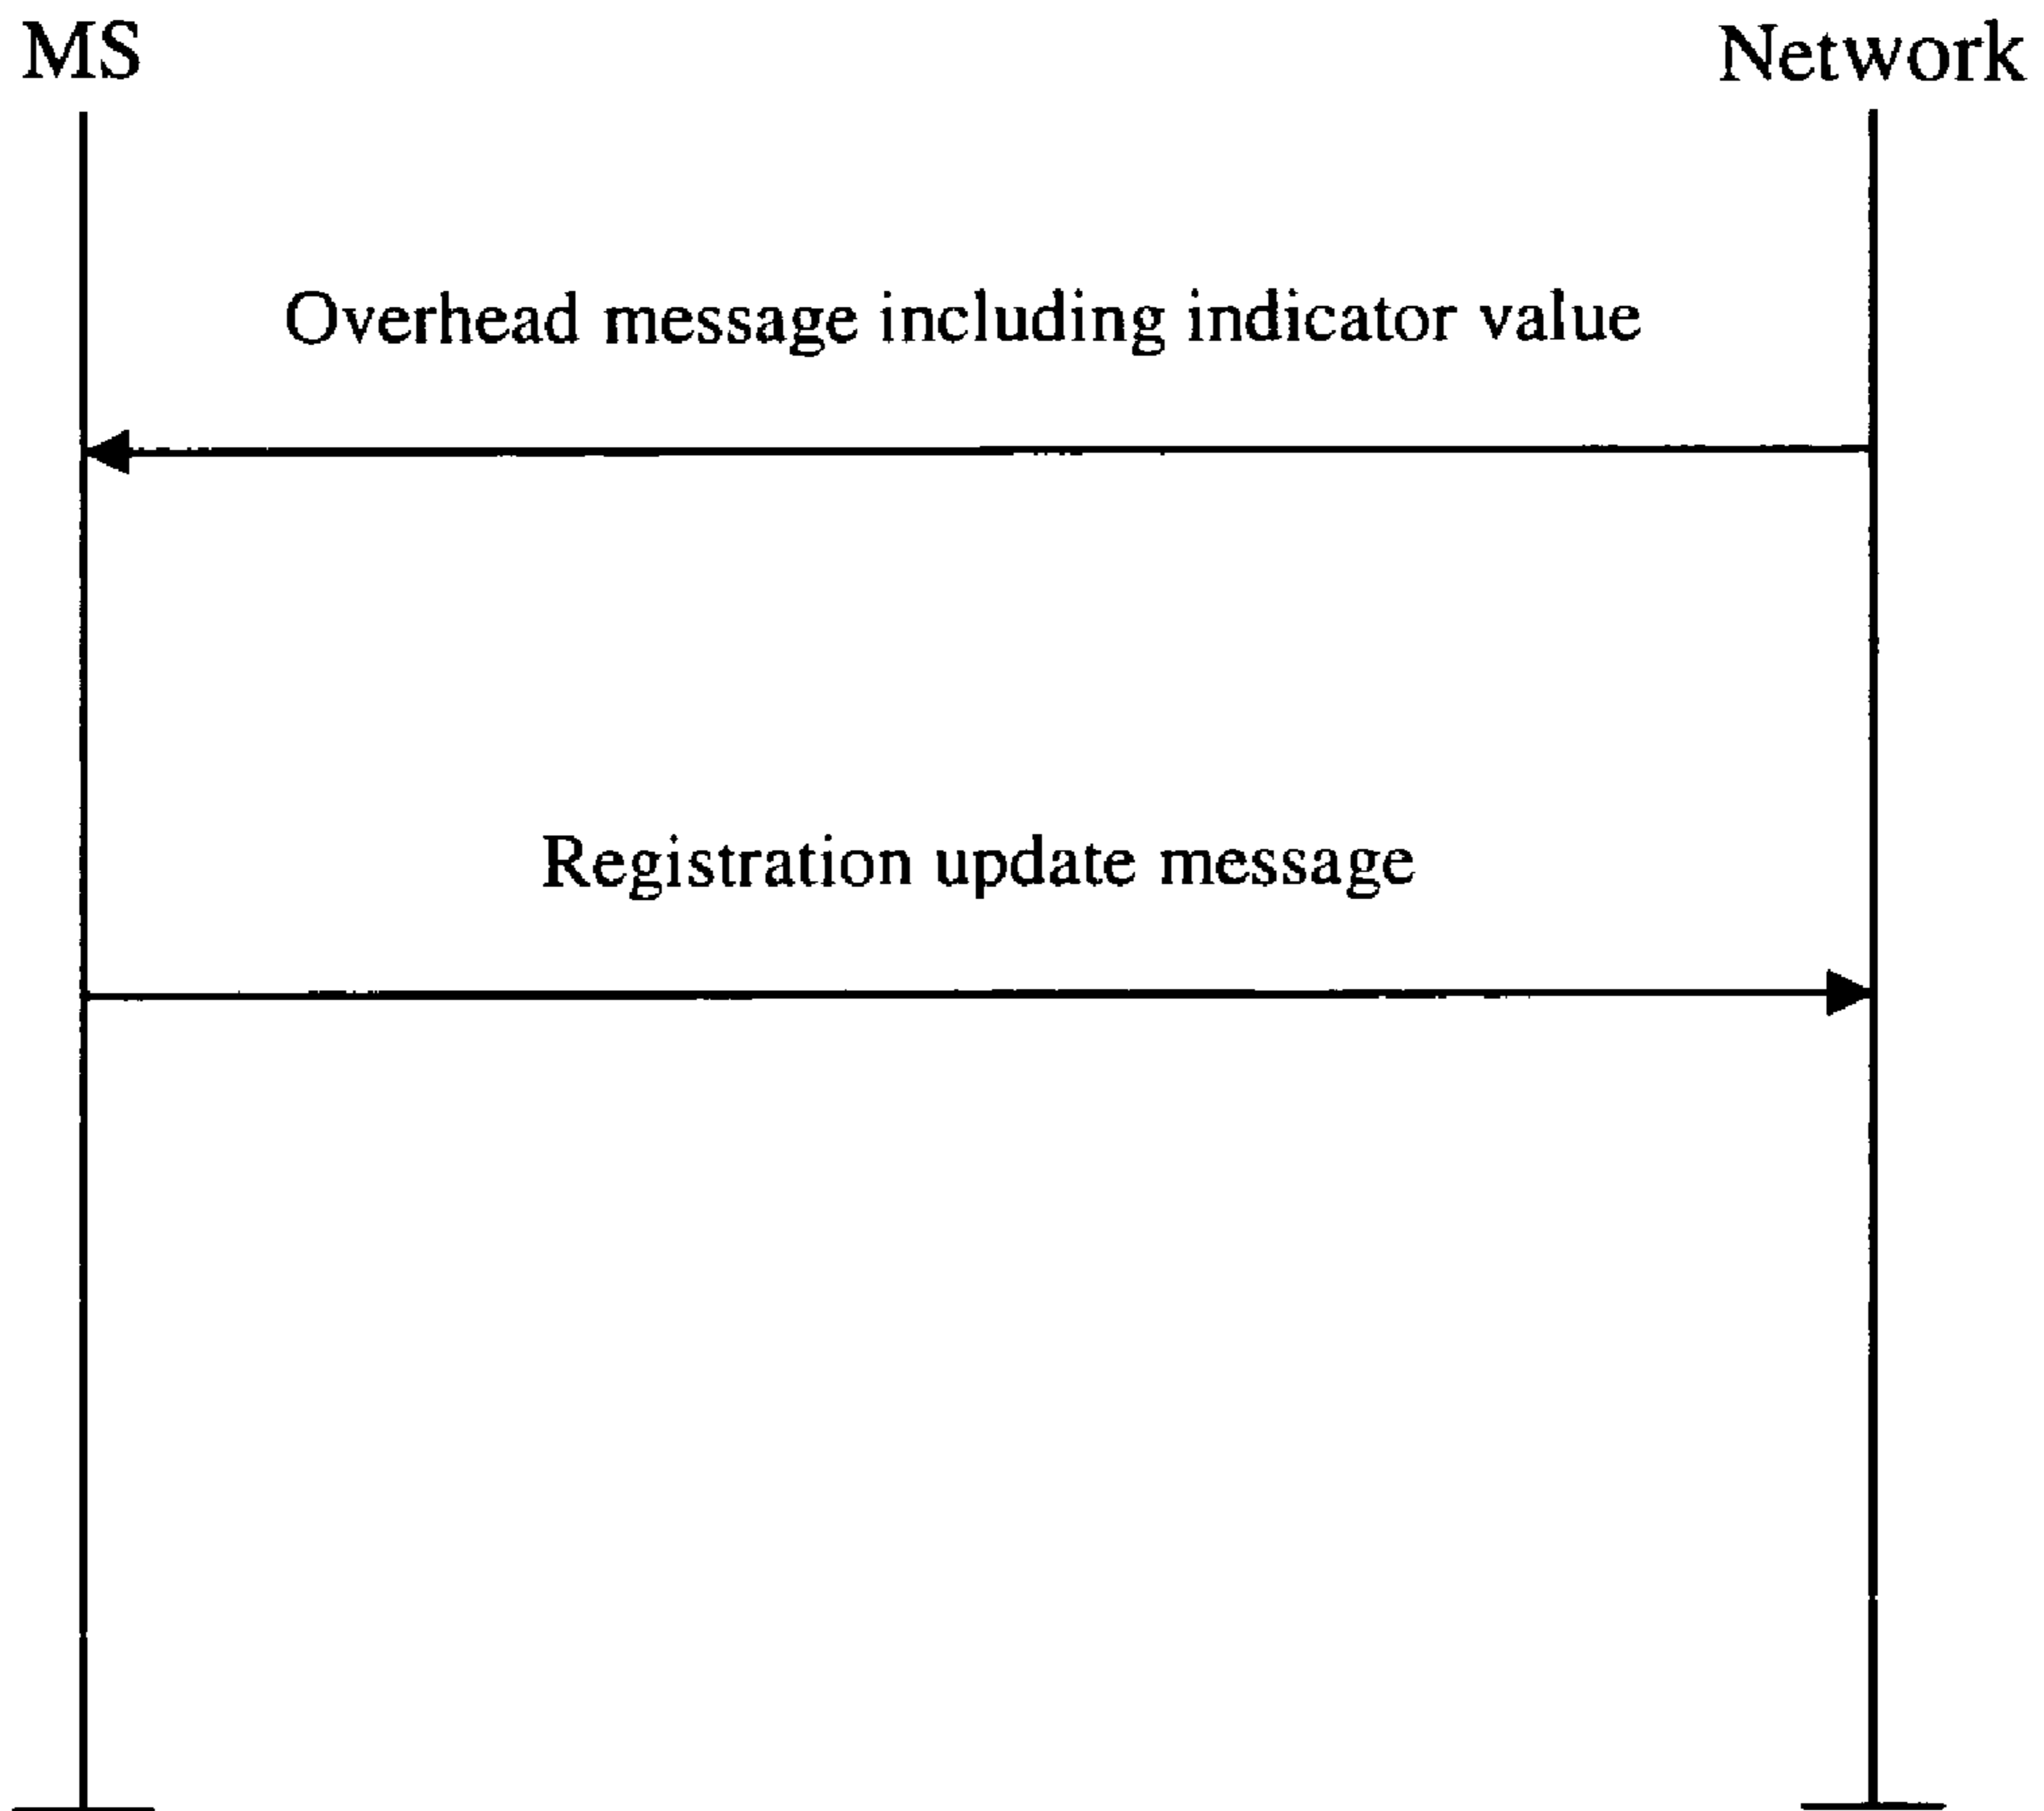 MS Network
Overhead message including indicator value
Registration update message